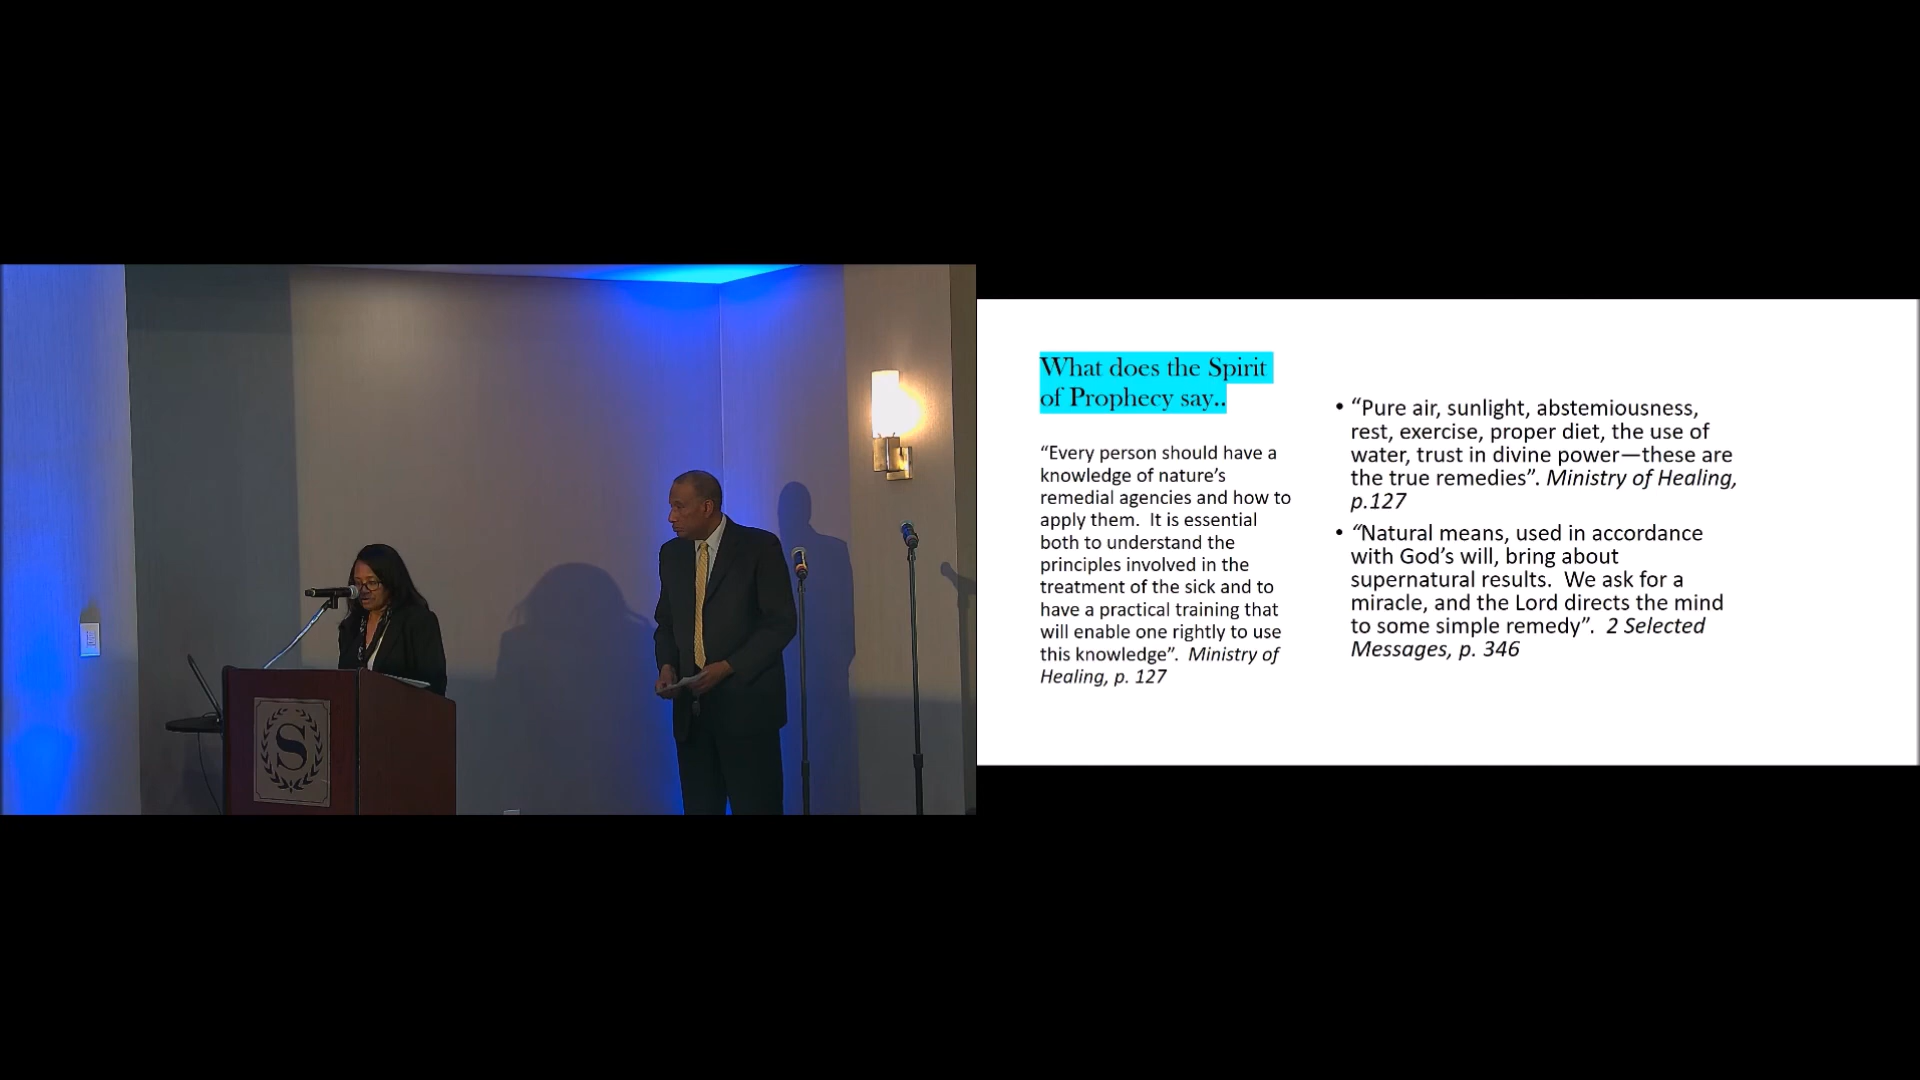 S
What does the Spirit
of Prophecy say..
“Every person should have a
knowledge of nature’s
remedial agencies and how to
apply them.  It is essential
both to understand the
principles involved in the
treatment of the sick and to
have a practical training that
will enable one rightly to use
this knowledge”.  Ministry of
Healing, p. 127
• “Pure air, sunlight, abstemiousness,
rest, exercise, proper diet, the use of
water, trust in divine power—these are
the true remedies”. Ministry of Healing,
p.127
• “Natural means, used in accordance
with God’s will, bring about
supernatural results.  We ask for a
miracle, and the Lord directs the mind
to some simple remedy”.  2 Selected
Messages, p. 346